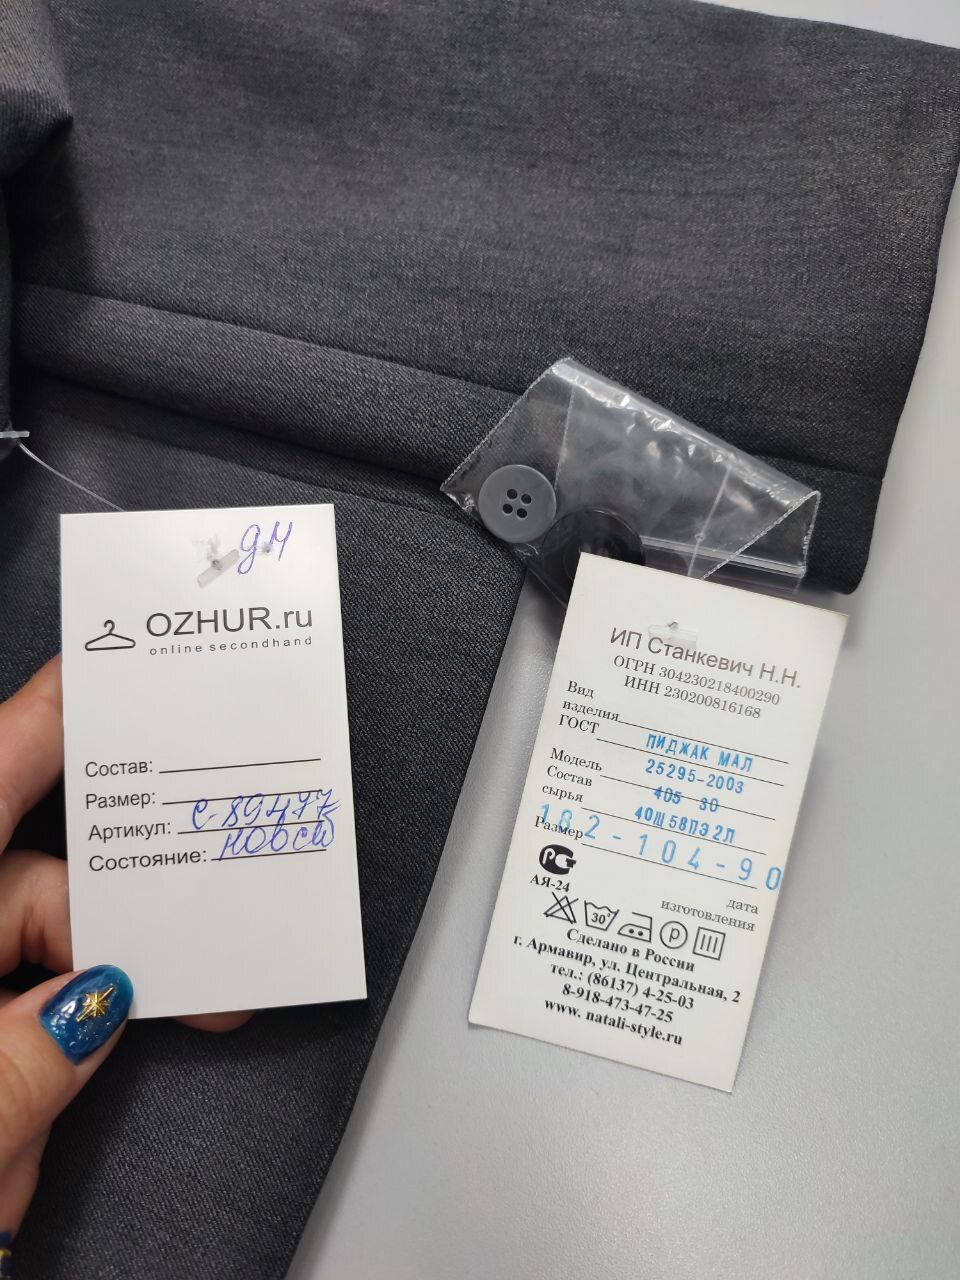 дм
OZHUR.ru
online secondhand
Состав:
Размер:
Артикул: С-89477
Состояние: новое
ИП Станкевич Н.Н.
ОГРН 304230218400290
ИНН 230200816168
Вид
изделия
ПИДЖАК МАЛ
ГОСТ
25295-2003
Модель
405 30
Состав
сырья
40Ш 58ПЭ 2Л
Размер
182-104-90
РСТ
АЯ-24
дата
изготовления
30°
P
Сделано в России
г. Армавир, ул. Центральная, 2
тел.: (86137) 4-25-03
8-918-473-47-25
www. natali-style.ru